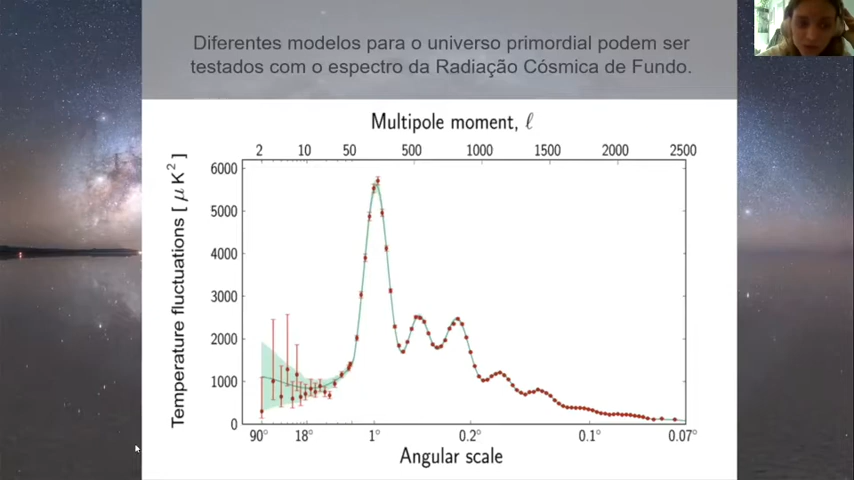 Diferentes modelos para o universo primordial podem ser
testados com o espectro da Radiação Cósmica de Fundo.
Multipole moment, ℓ
2 10 50 500 1000 1500 2000 2500
Temperature fluctuations [ μ K² ]
6000
5000
4000
3000
2000
1000
0
90° 18° 1° 0.2° 0.1° 0.07°
Angular scale